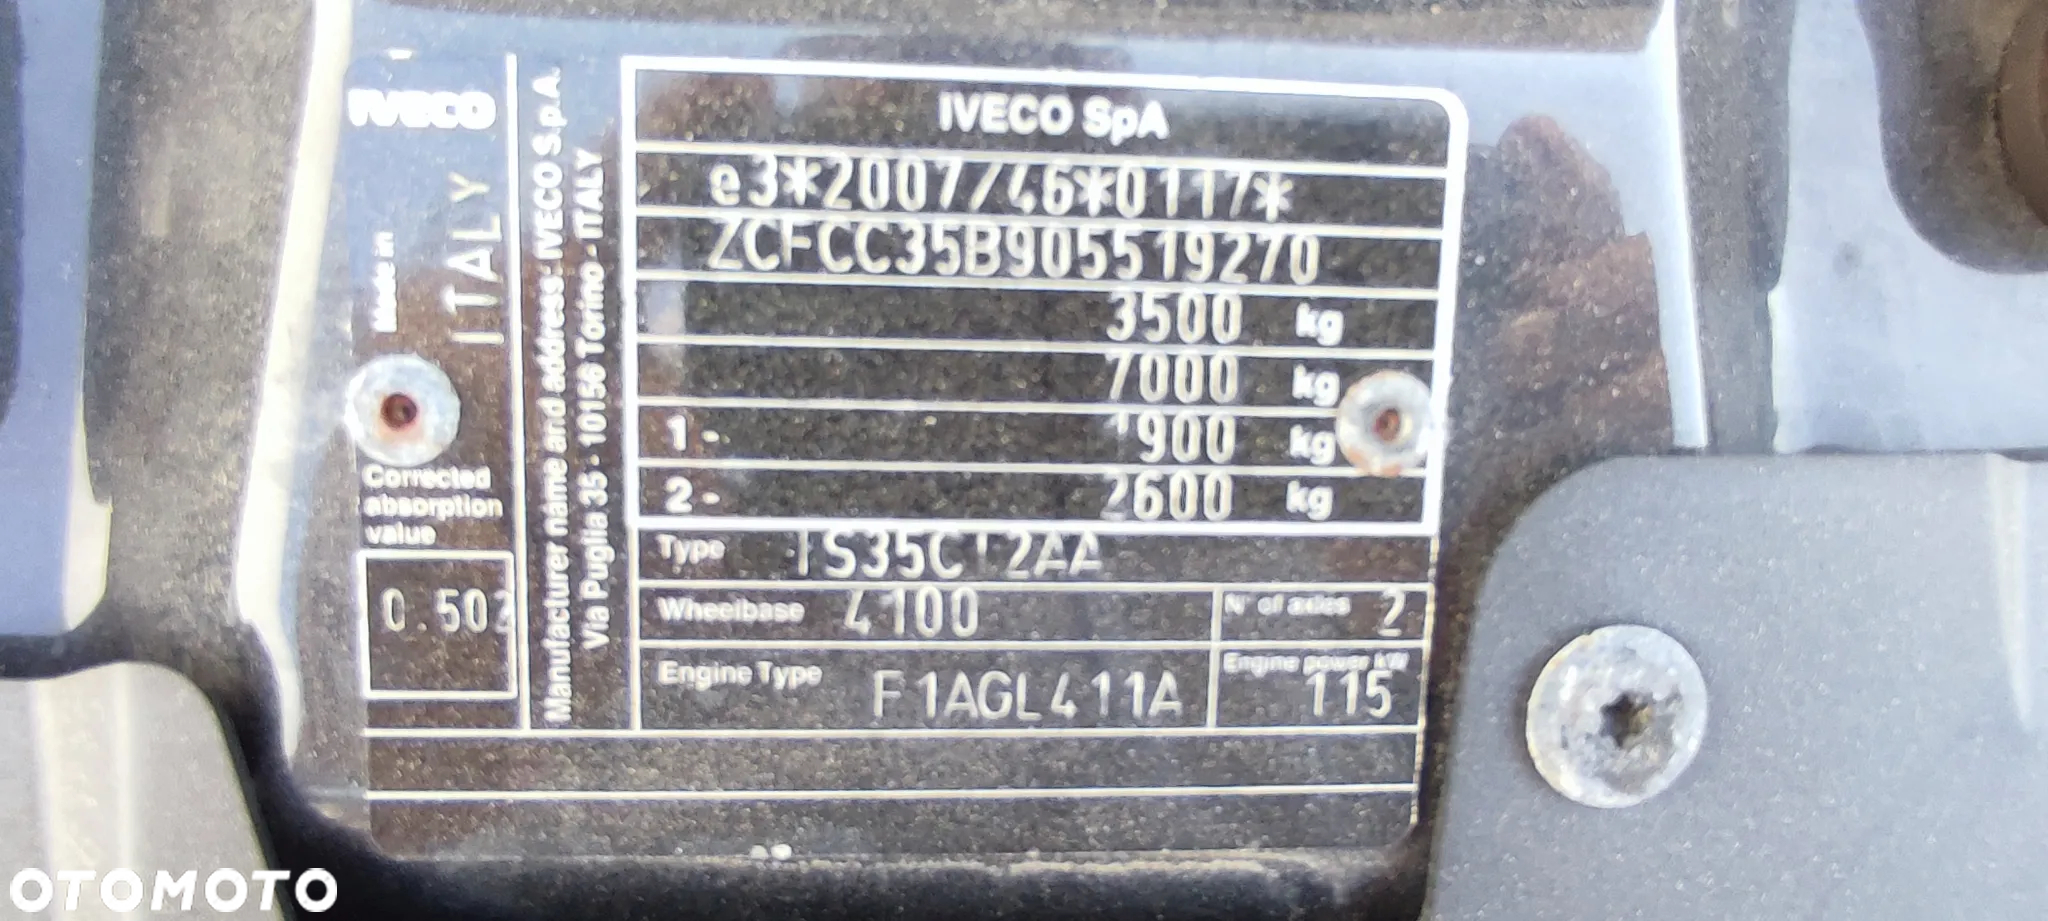 IVECO
Made in ITALY
Corrected
absorption
value
0.502
Manufacturer name and address: IVECO S.p.A.
Via Puglia 35 - 10156 Torino - ITALY
IVECO SpA
e3*2007/46*0117*
ZCFCC35B905519270
3500 kg
7000 kg
1- 1900 kg
2- 2600 kg
Type IS35CI2AA
Wheelbase 4100 N° of axles 2
Engine Type F1AGL411A Engine power kW 115
OTOMOTO